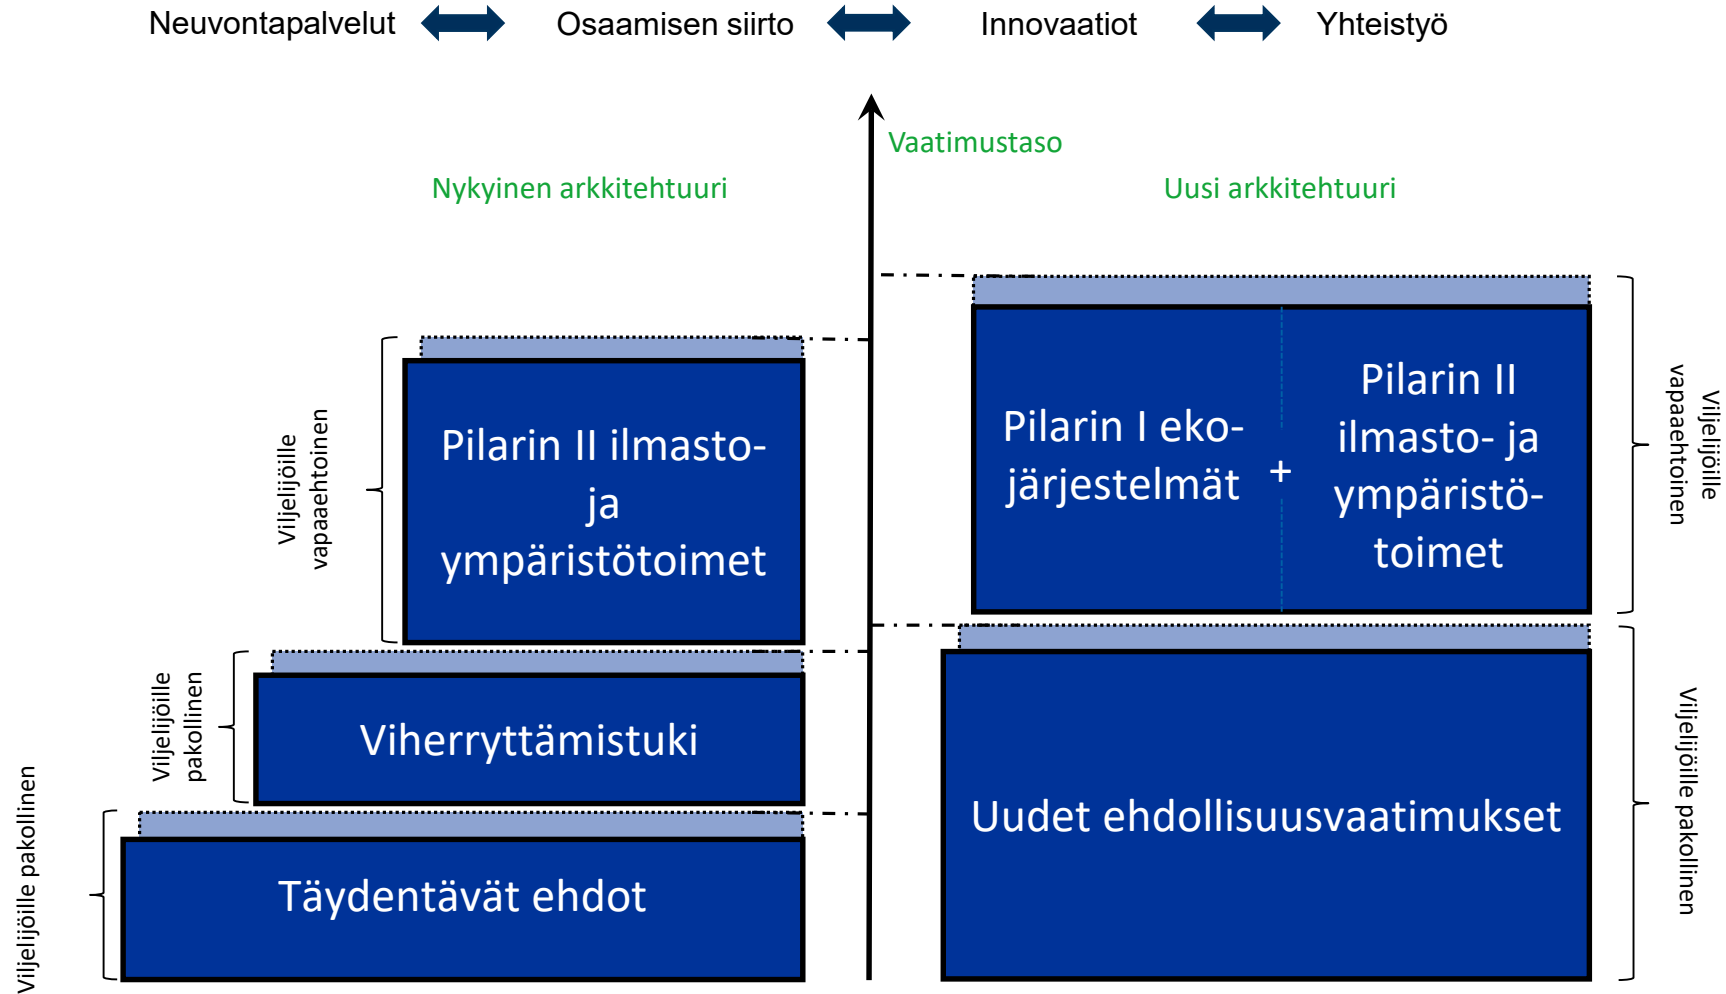 Neuvontapalvelut Osaamisen siirto Innovaatiot Yhteistyö
Vaatimustaso
Nykyinen arkkitehtuuri
Uusi arkkitehtuuri
Viljelijöille
vapaaehtoinen
Pilarin II ilmasto-
ja
ympäristötoimet
Viljelijöille
pakollinen
Viherryttämistuki
Viljelijöille pakollinen
Täydentävät ehdot
Pilarin I eko-
järjestelmät
+
Pilarin II
ilmasto- ja
ympäristö-
toimet
Viljelijöille
vapaaehtoinen
Uudet ehdollisuusvaatimukset
Viljelijöille pakollinen